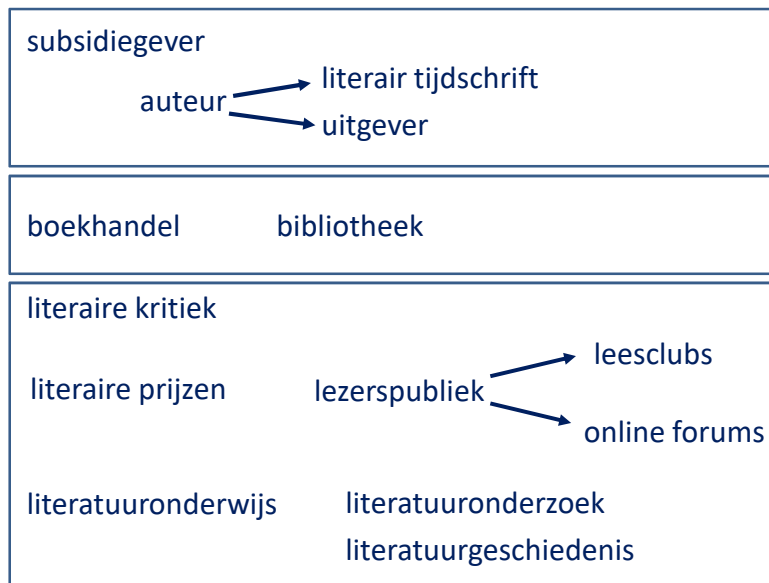 subsidiegever
literair tijdschrift
auteur
uitgever
boekhandel bibliotheek
literaire kritiek
leesclubs
literaire prijzen lezerspubliek
online forums
literatuuronderwijs literatuuronderzoek
literatuurgeschiedenis